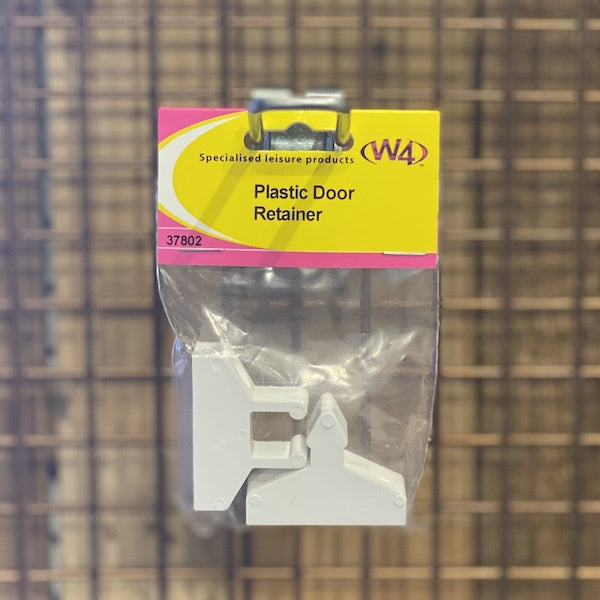 Specialised leisure products
W4
Plastic Door
Retainer
37802